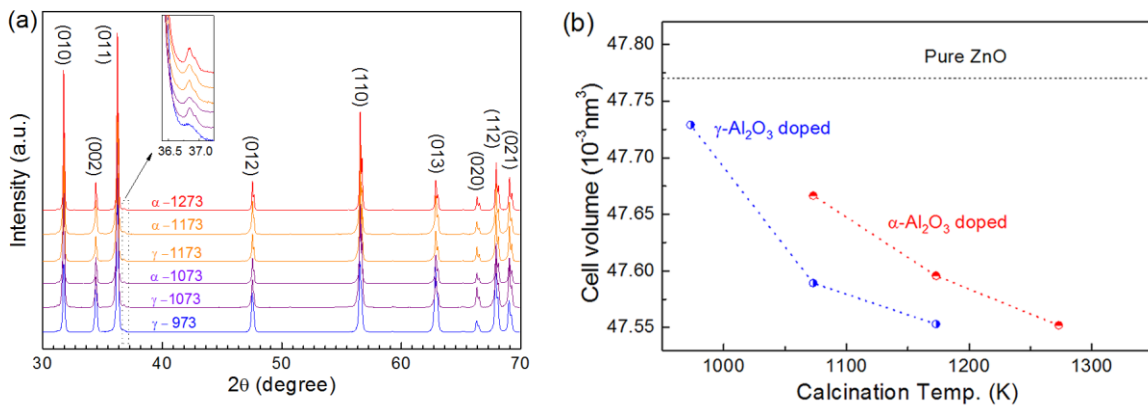 (a)
Intensity (a.u.)
(010)
(002)
(011)
36.5 37.0
(012)
(110)
(013)
(020)
(112)
(021)
α −1273
α −1173
γ −1173
α −1073
γ −1073
γ − 973
30 40 50 60 70
2θ (degree)
(b)
Cell volume (10⁻³nm³)
47.80
47.75
47.70
47.65
47.60
47.55
Pure ZnO
γ-Al₂O₃ doped
α-Al₂O₃ doped
1000 1100 1200 1300
Calcination Temp. (K)